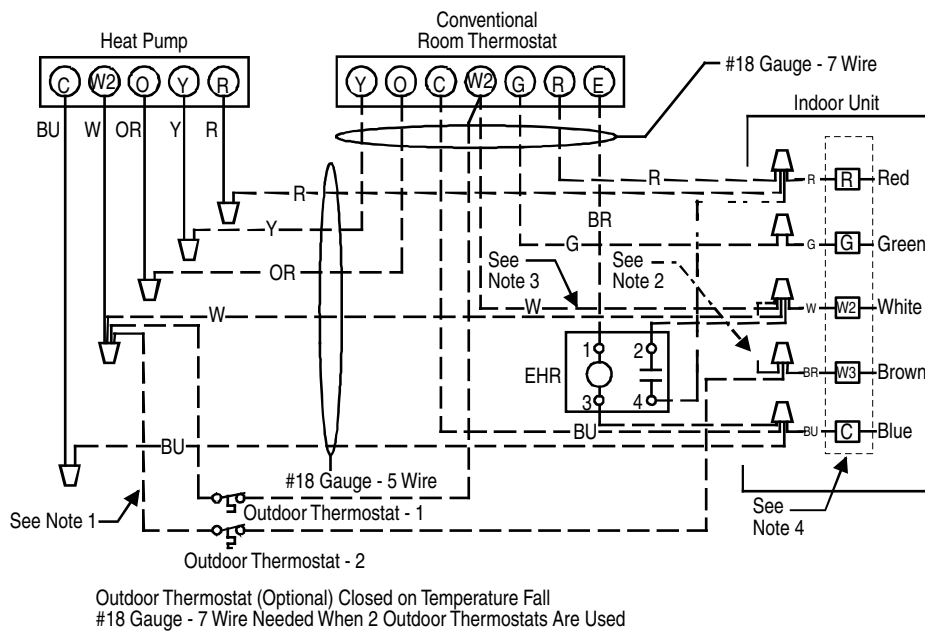 Conventional
Room Thermostat
Heat Pump
C W2 O Y R
Y O C W2 G R E
#18 Gauge - 7 Wire
Indoor Unit
BU W OR Y R
R
R
R R Red
BR
Y
G
G G Green
OR
See
Note 3
See
Note 2
W
W
W W2 White
1 2
EHR
3 4
BR W3 Brown
BU
BU
BU C Blue
#18 Gauge - 5 Wire
See Note 1
Outdoor Thermostat - 1
See
Note 4
Outdoor Thermostat - 2
Outdoor Thermostat (Optional) Closed on Temperature Fall
#18 Gauge - 7 Wire Needed When 2 Outdoor Thermostats Are Used